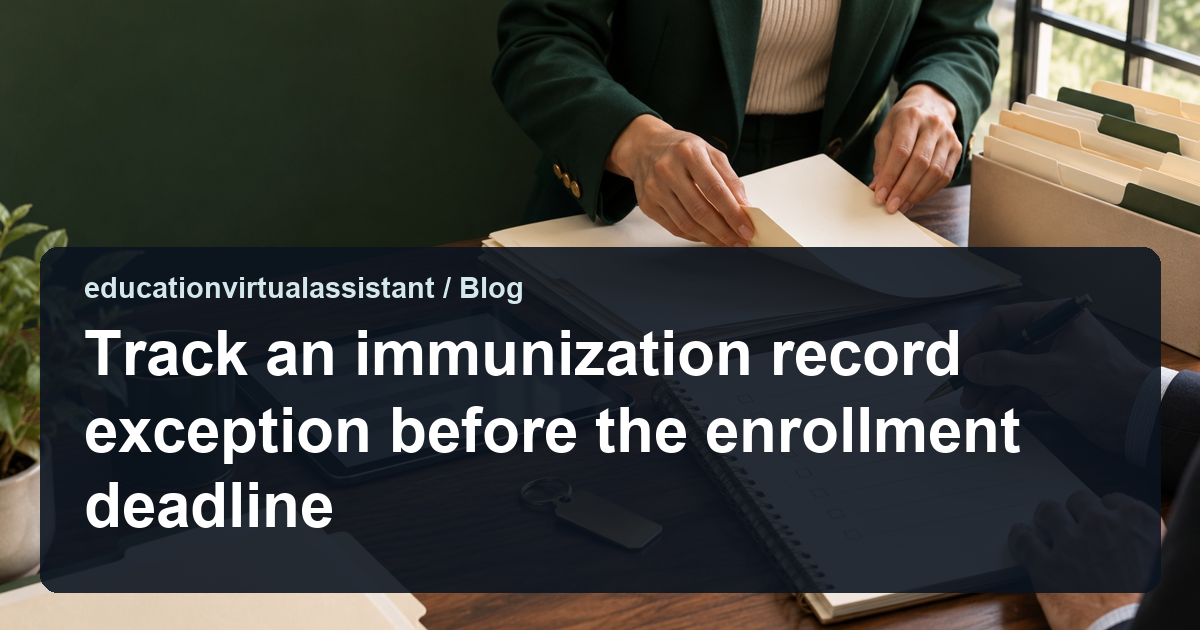 educationvirtualassistant / Blog
Track an immunization record
exception before the enrollment
deadline